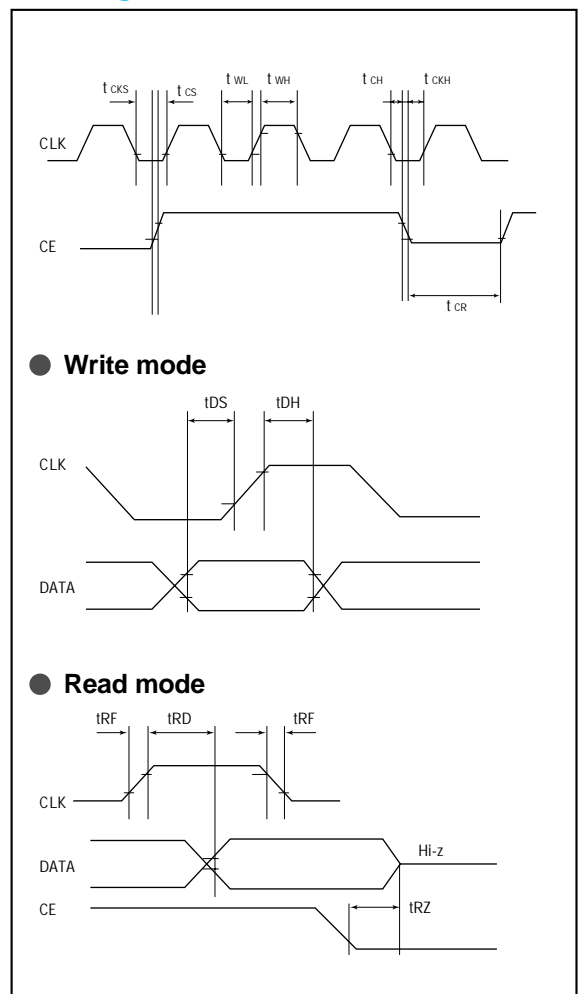 t CKS t CS t WL t WH t CH t CKH
CLK
CE
t CR
● Write mode
tDS tDH
CLK
DATA
● Read mode
tRF tRD tRF
CLK
DATA Hi-z
CE
tRZ